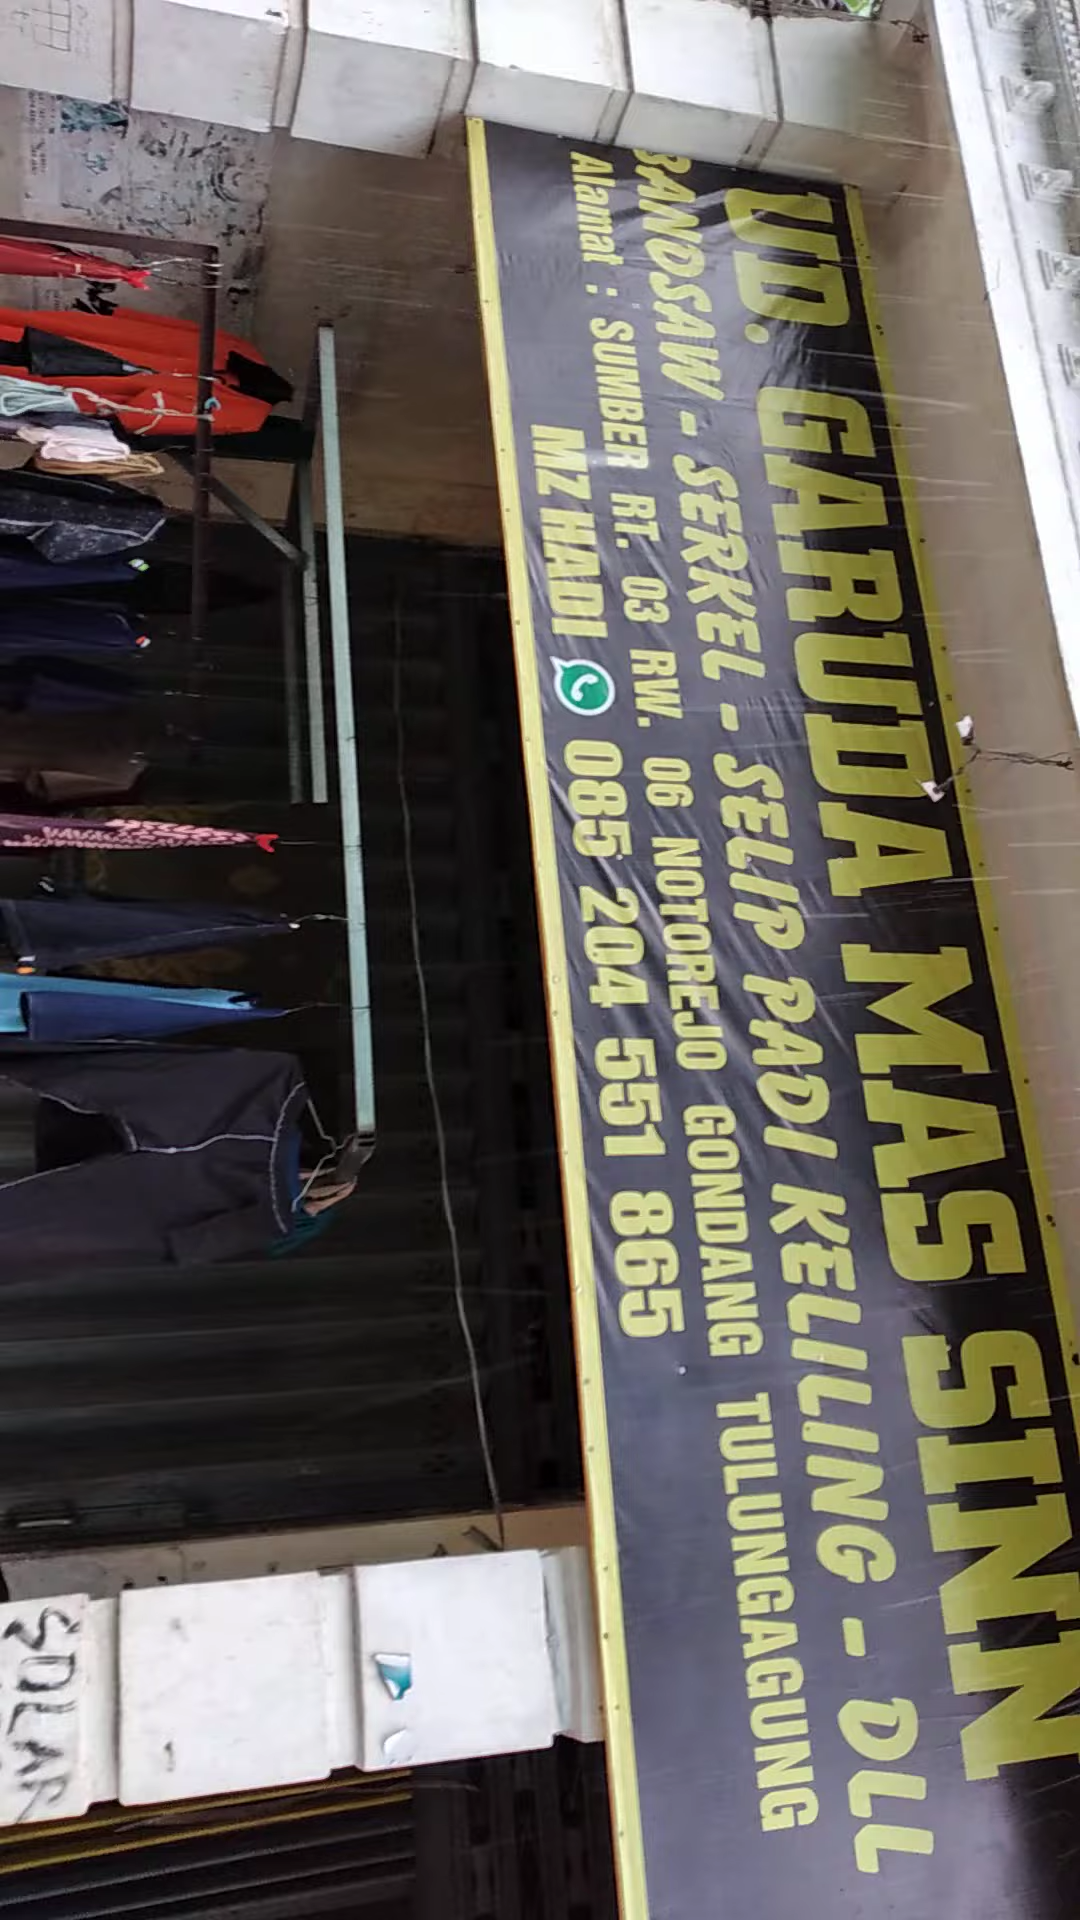 UD. GARUDA MAS SINN
BANDSAW - SERKEL - SELIP PADI KELILING - DLL
Alamat : SUMBER RT. 03 RW. 06 NOTOREJO GONDANG TULUNGAGUNG
MZ HADI 085 204 551 865
SOLAR